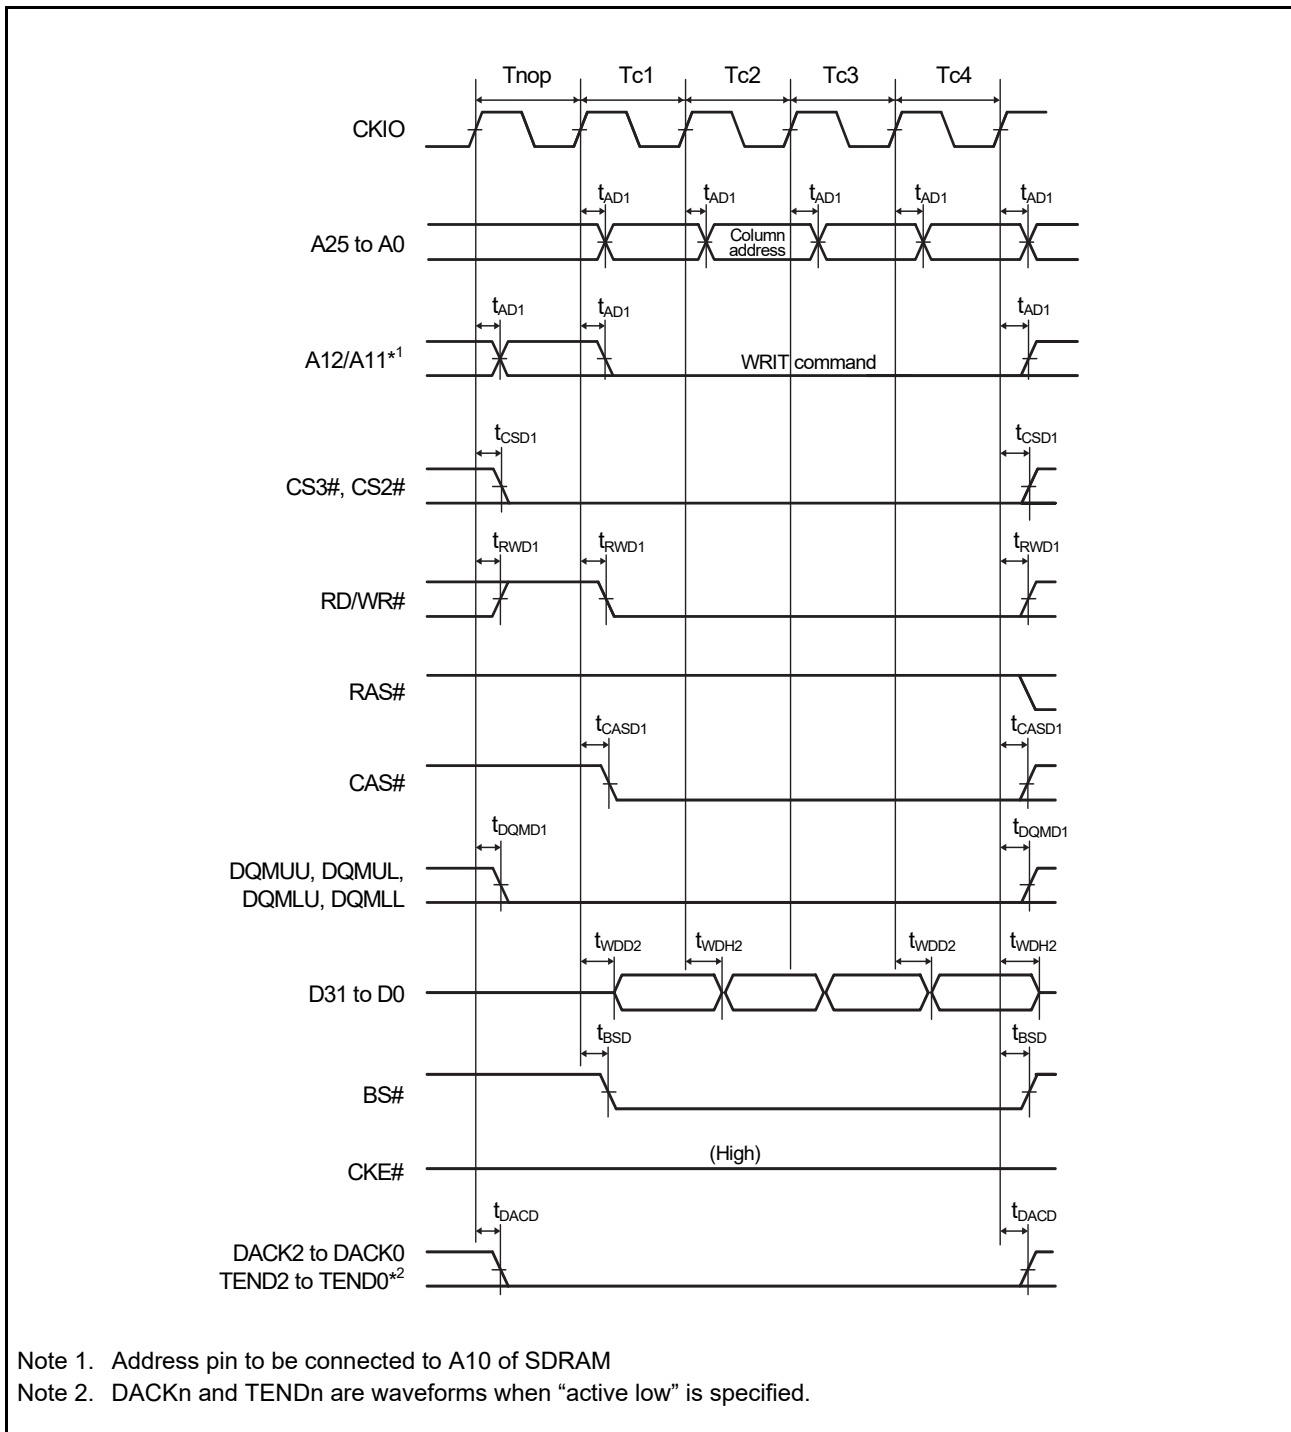 Tnop Tc1 Tc2 Tc3 Tc4
CKIO
tAD1 tAD1 tAD1 tAD1 tAD1
A25 to A0
Column
address
tAD1 tAD1 tAD1
A12/A11*1
WRIT command
tCSD1 tCSD1
CS3#, CS2#
tRWD1 tRWD1 tRWD1
RD/WR#
RAS#
tCASD1 tCASD1
CAS#
tDQMD1 tDQMD1
DQMUU, DQMUL,
DQMLU, DQMLL
tWDD2 tWDH2 tWDD2 tWDH2
D31 to D0
tBSD tBSD
BS#
(High)
CKE#
tDACD tDACD
DACK2 to DACK0
TEND2 to TEND0*2
Note 1. Address pin to be connected to A10 of SDRAM
Note 2. DACKn and TENDn are waveforms when “active low” is specified.